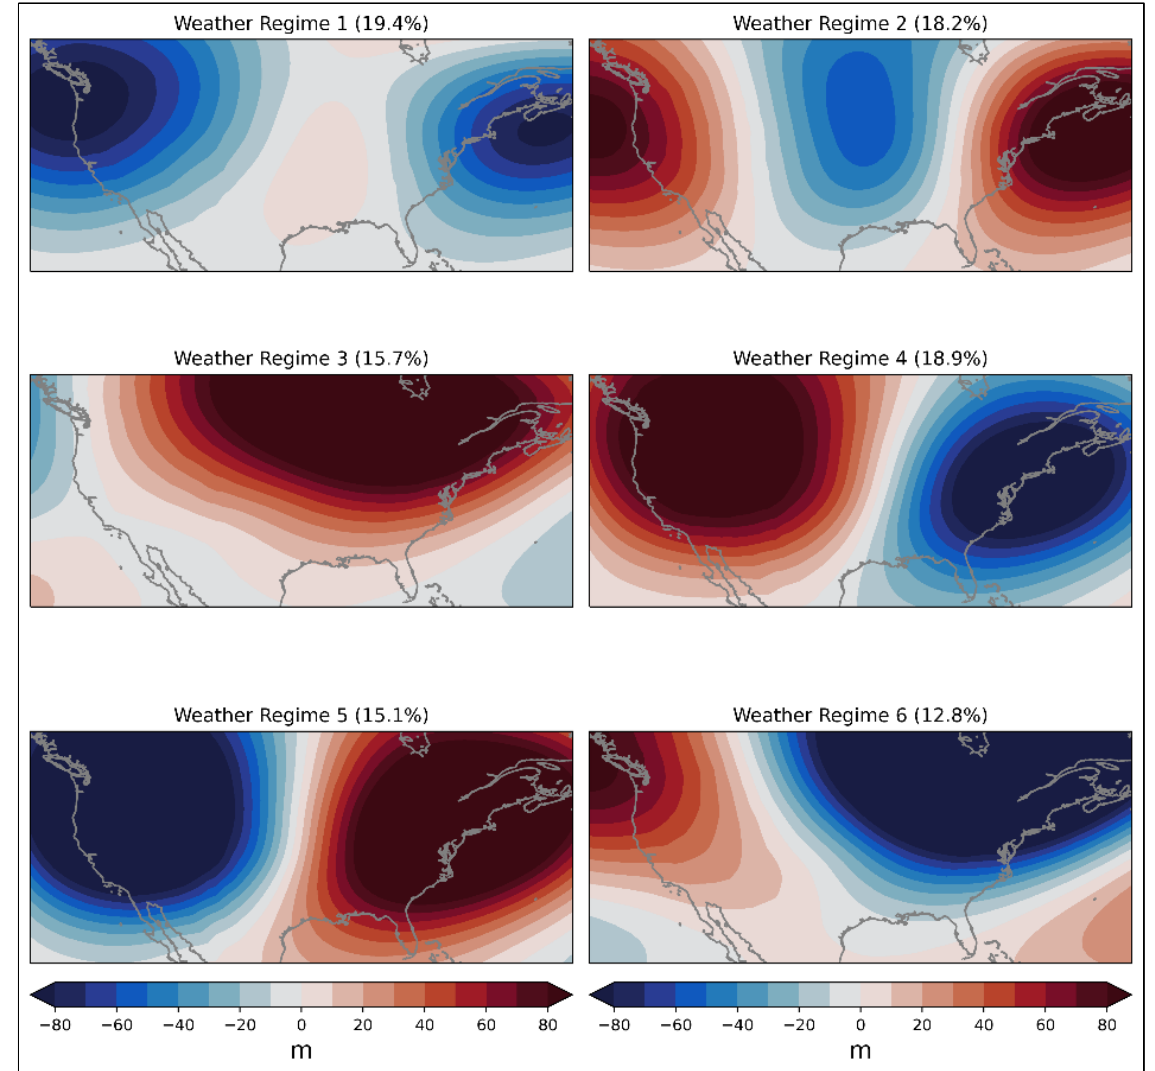 Weather Regime 1 (19.4%)
Weather Regime 2 (18.2%)
Weather Regime 3 (15.7%)
Weather Regime 4 (18.9%)
Weather Regime 5 (15.1%)
Weather Regime 6 (12.8%)
−80 −60 −40 −20 0 20 40 60 80
m
−80 −60 −40 −20 0 20 40 60 80
m